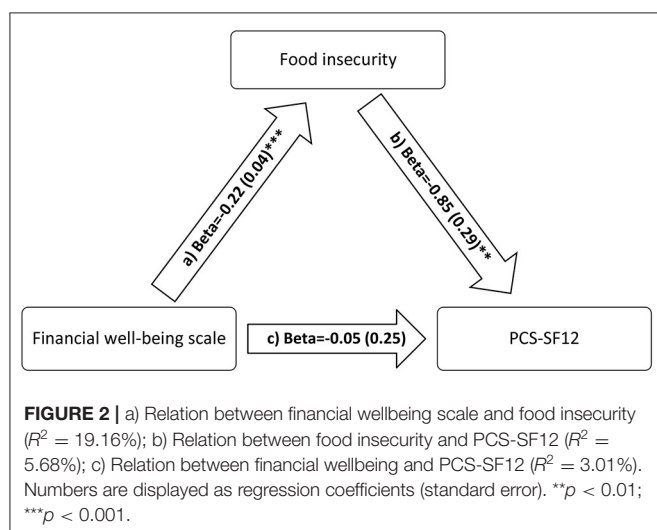 Food insecurity
a) Beta=-0.22 (0.04)***
b) Beta=-0.85 (0.29)**
Financial well-being scale
c) Beta=-0.05 (0.25)
PCS-SF12
FIGURE 2 | a) Relation between financial wellbeing scale and food insecurity
(R² = 19.16%); b) Relation between food insecurity and PCS-SF12 (R² =
5.68%); c) Relation between financial wellbeing and PCS-SF12 (R² = 3.01%).
Numbers are displayed as regression coefficients (standard error). **p < 0.01;
***p < 0.001.